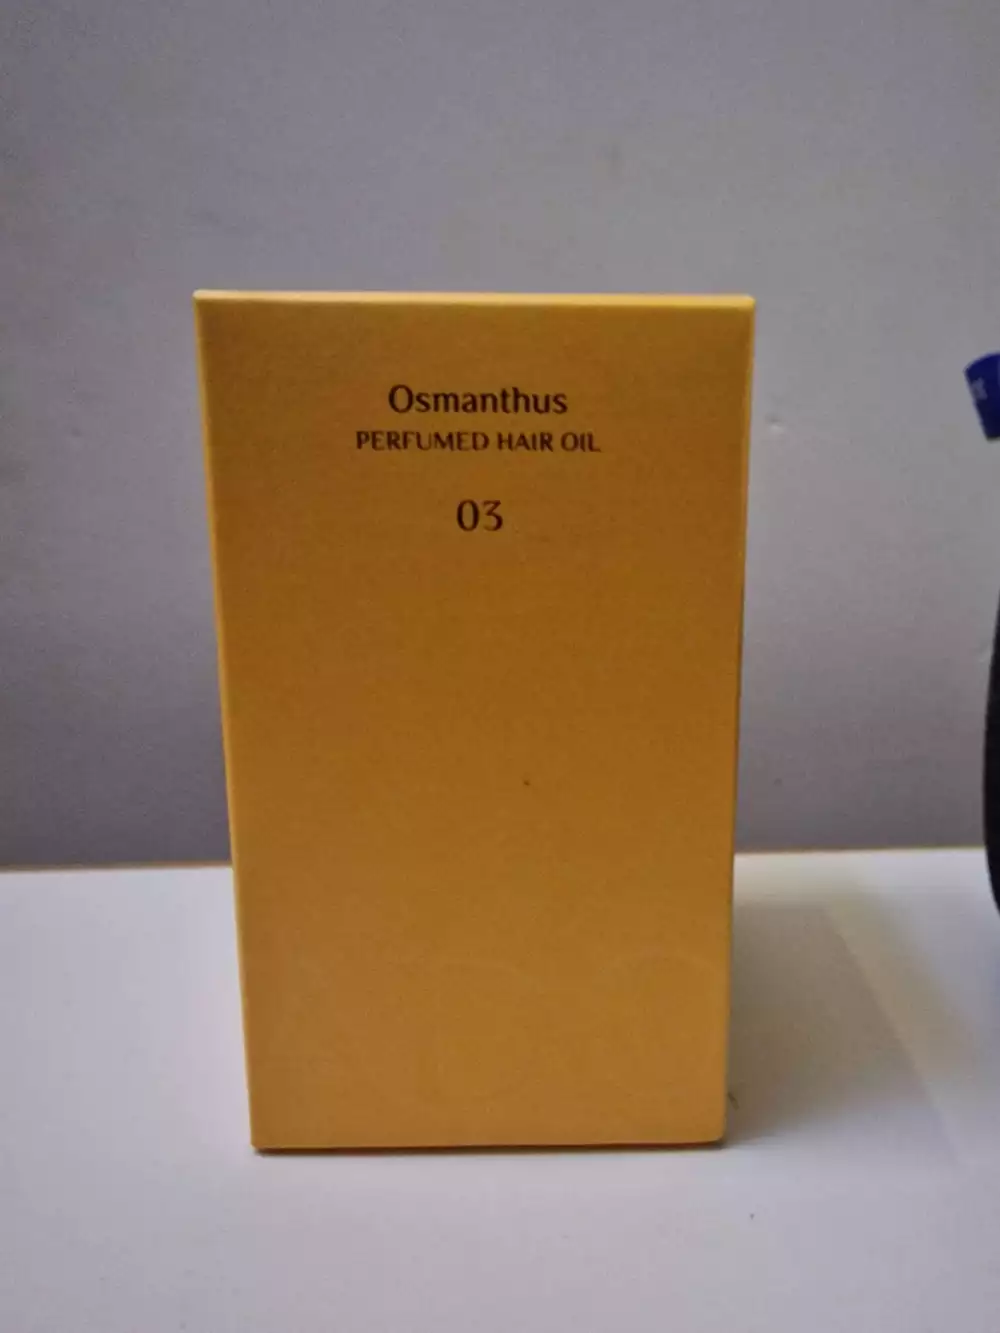 Osmanthus
PERFUMED HAIR OIL
03